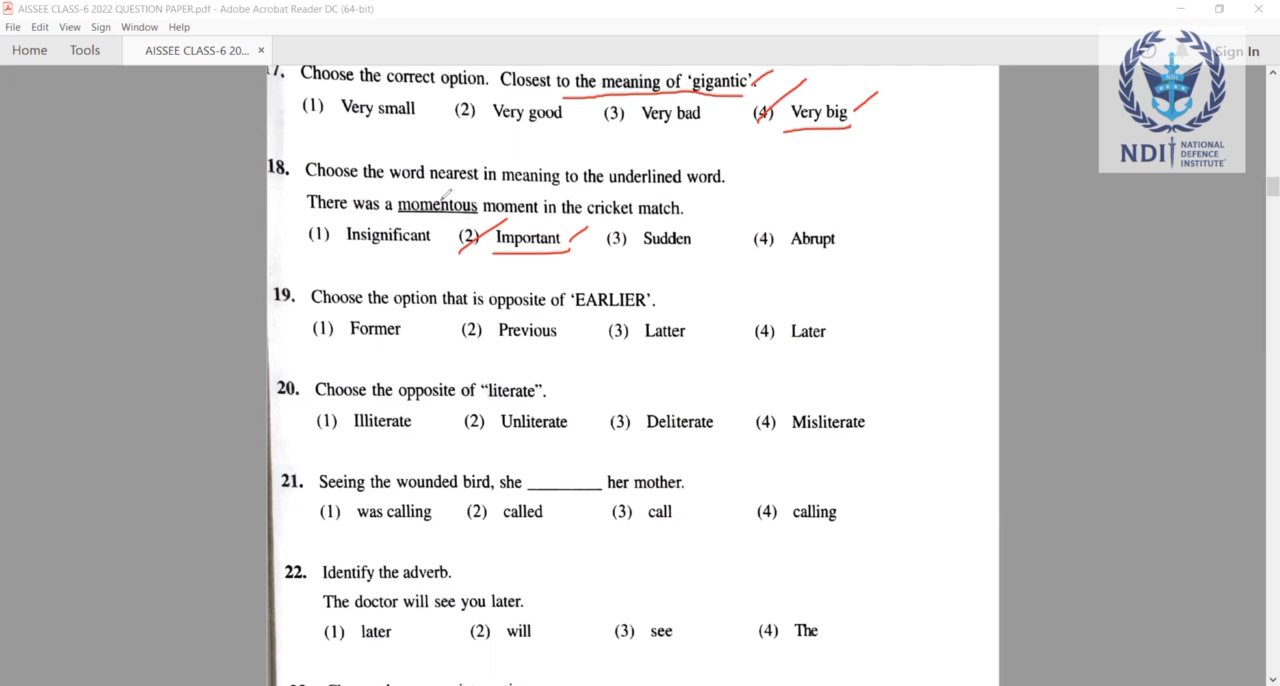 AISSEE CLASS-6 2022 QUESTION PAPER.pdf - Adobe Acrobat Reader DC (64-bit)
File Edit View Sign Window Help
Home Tools AISSEE CLASS-6 20... × Sign In
NDI
NDI NATIONAL DEFENCE INSTITUTE
7. Choose the correct option. Closest to the meaning of ‘gigantic’.
(1) Very small (2) Very good (3) Very bad (4) Very big
18. Choose the word nearest in meaning to the underlined word.
There was a momentous moment in the cricket match.
(1) Insignificant (2) Important (3) Sudden (4) Abrupt
19. Choose the option that is opposite of ‘EARLIER’.
(1) Former (2) Previous (3) Latter (4) Later
20. Choose the opposite of “literate”.
(1) Illiterate (2) Unliterate (3) Deliterate (4) Misliterate
21. Seeing the wounded bird, she ________ her mother.
(1) was calling (2) called (3) call (4) calling
22. Identify the adverb.
The doctor will see you later.
(1) later (2) will (3) see (4) The